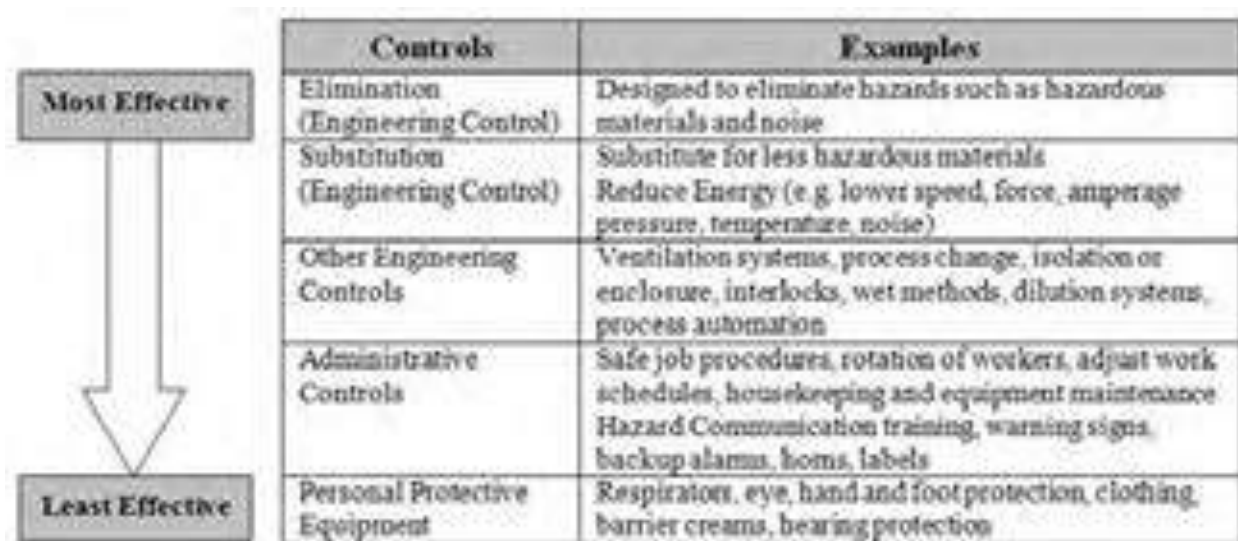 Controls
Examples
Most Effective
Elimination
(Engineering Control)
Designed to eliminate hazards such as hazardous
materials and noise
Substitution
(Engineering Control)
Substitute for less hazardous materials
Reduce Energy (e.g. lower speed, force, amperage
pressure, temperature, noise)
Other Engineering
Controls
Ventilation systems, process change, isolation or
enclosure, interlocks, wet methods, dilution systems,
process automation
Administrative
Controls
Safe job procedures, rotation of workers, adjust work
schedules, housekeeping and equipment maintenance
Hazard Communication training, warning signs,
backup alarms, horns, labels
Least Effective
Personal Protective
Equipment
Respirators, eye, hand and foot protection, clothing,
barrier creams, hearing protection